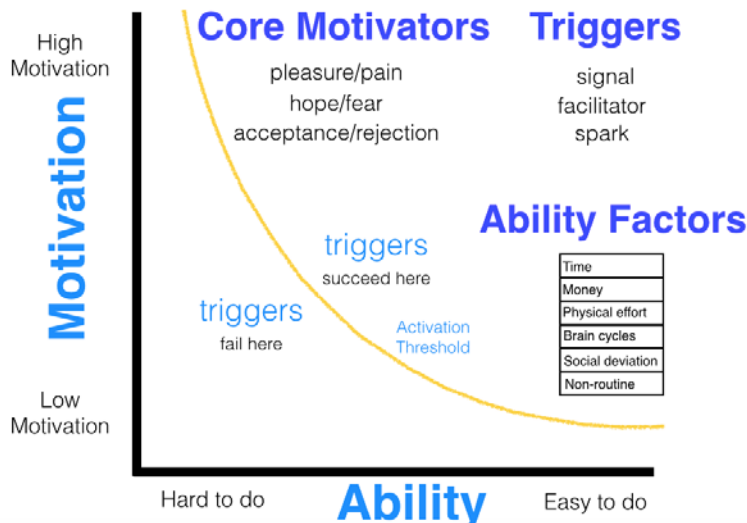 Core Motivators
Triggers
High
Motivation
pleasure/pain
hope/fear
acceptance/rejection
signal
facilitator
spark
Motivation
Ability Factors
triggers
succeed here
triggers
fail here
Activation
Threshold
Time
Money
Physical effort
Brain cycles
Social deviation
Non-routine
Low
Motivation
Hard to do
Ability
Easy to do